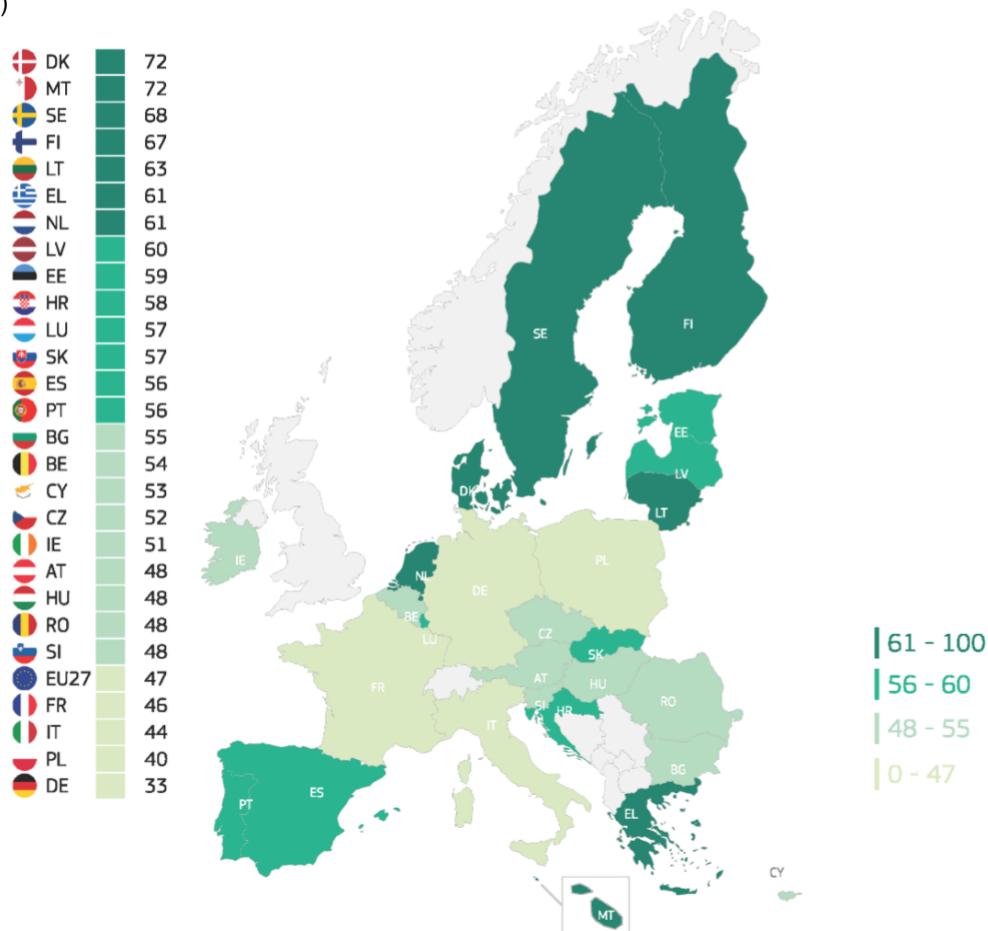 )
DK 72
MT 72
SE 68
FI 67
LT 63
EL 61
NL 61
LV 60
EE 59
HR 58
LU 57
SK 57
ES 56
PT 56
BG 55
BE 54
CY 53
CZ 52
IE 51
AT 48
HU 48
RO 48
SI 48
EU27 47
FR 46
IT 44
PL 40
DE 33
SE
FI
EE
LV
DK
LT
IE
NL
PL
DE
BE
CZ
LU
SK
AT
HU
FR
RO
SI
HR
IT
BG
ES
PT
EL
CY
MT
61 - 100
56 - 60
48 - 55
0 - 47